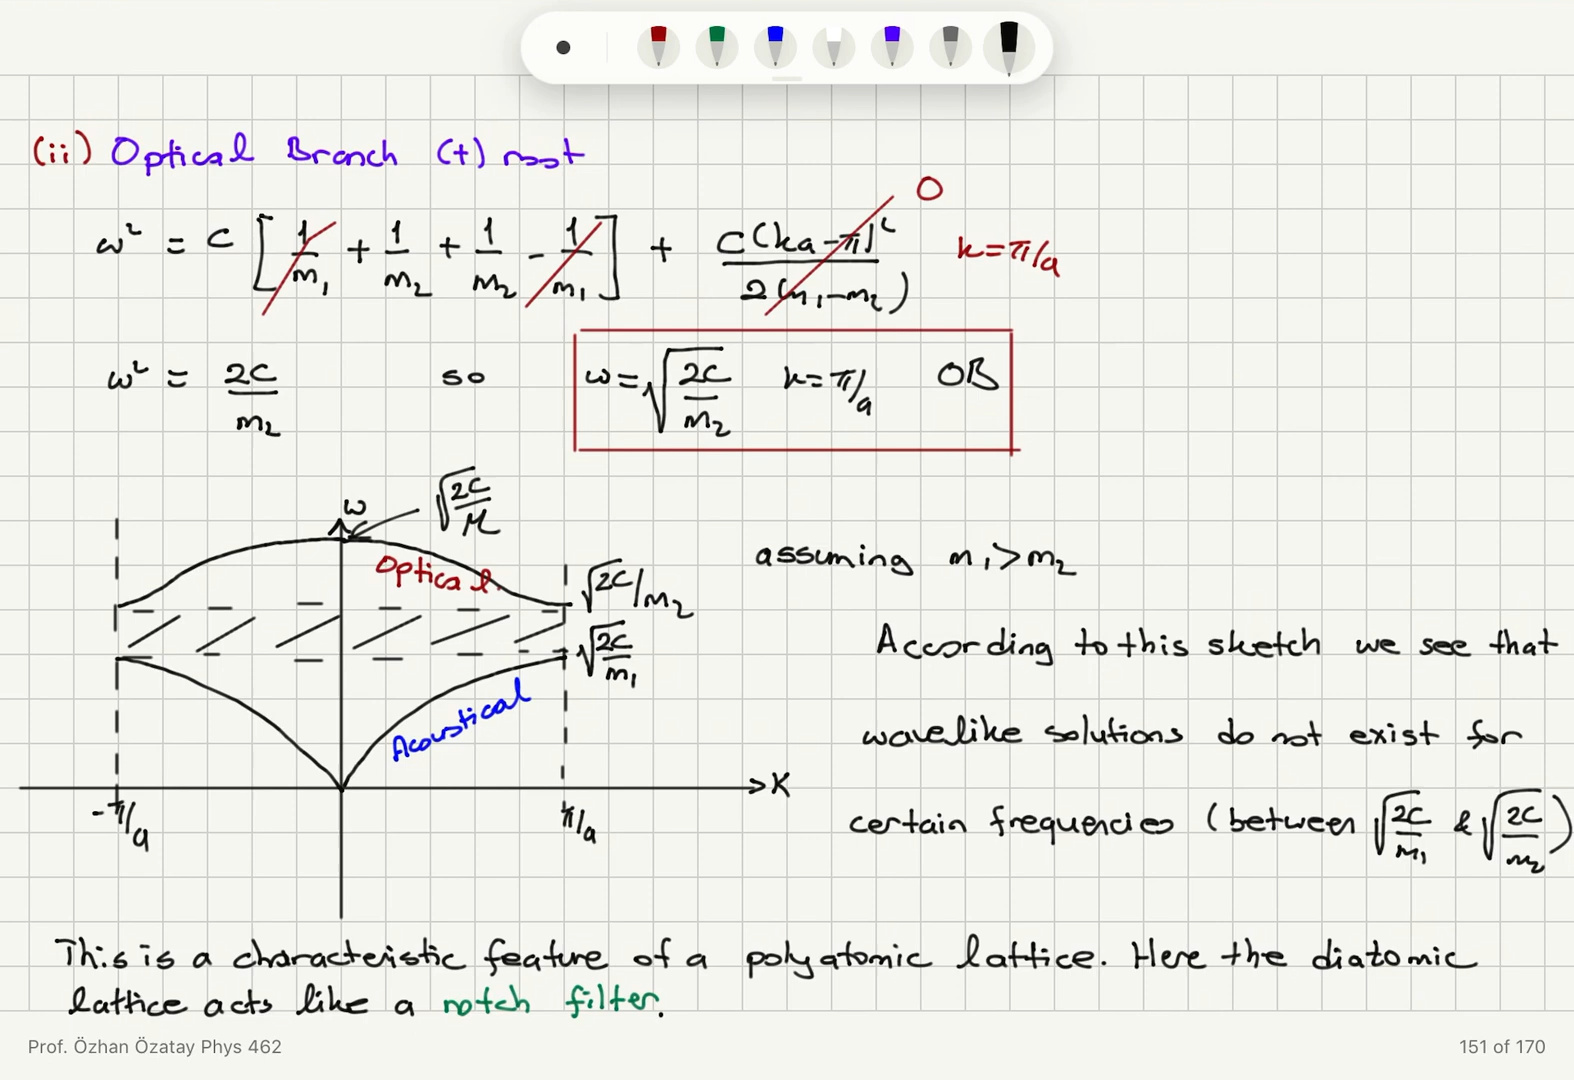 (ii) Optical Branch (+) root
ω² = C [ 1/m₁ + 1/m₂ + 1/m₂ - 1/m₁ ] + C(ka-π)²/2(m₁-m₂) 0 k=π/a
ω² = 2C/m₂ so ω=√(2C/m₂) k=π/a OB
ω √(2C/μ)
Optical
√2C/m₂
√(2C/m₁)
Acoustical
K
-π/a π/a
assuming m₁>m₂
According to this sketch we see that
wavelike solutions do not exist for
certain frequencies (between √(2C/m₁) & √(2C/m₂))
This is a characteristic feature of a polyatomic lattice. Here the diatomic
lattice acts like a notch filter.
Prof. Özhan Özatay Phys 462
151 of 170